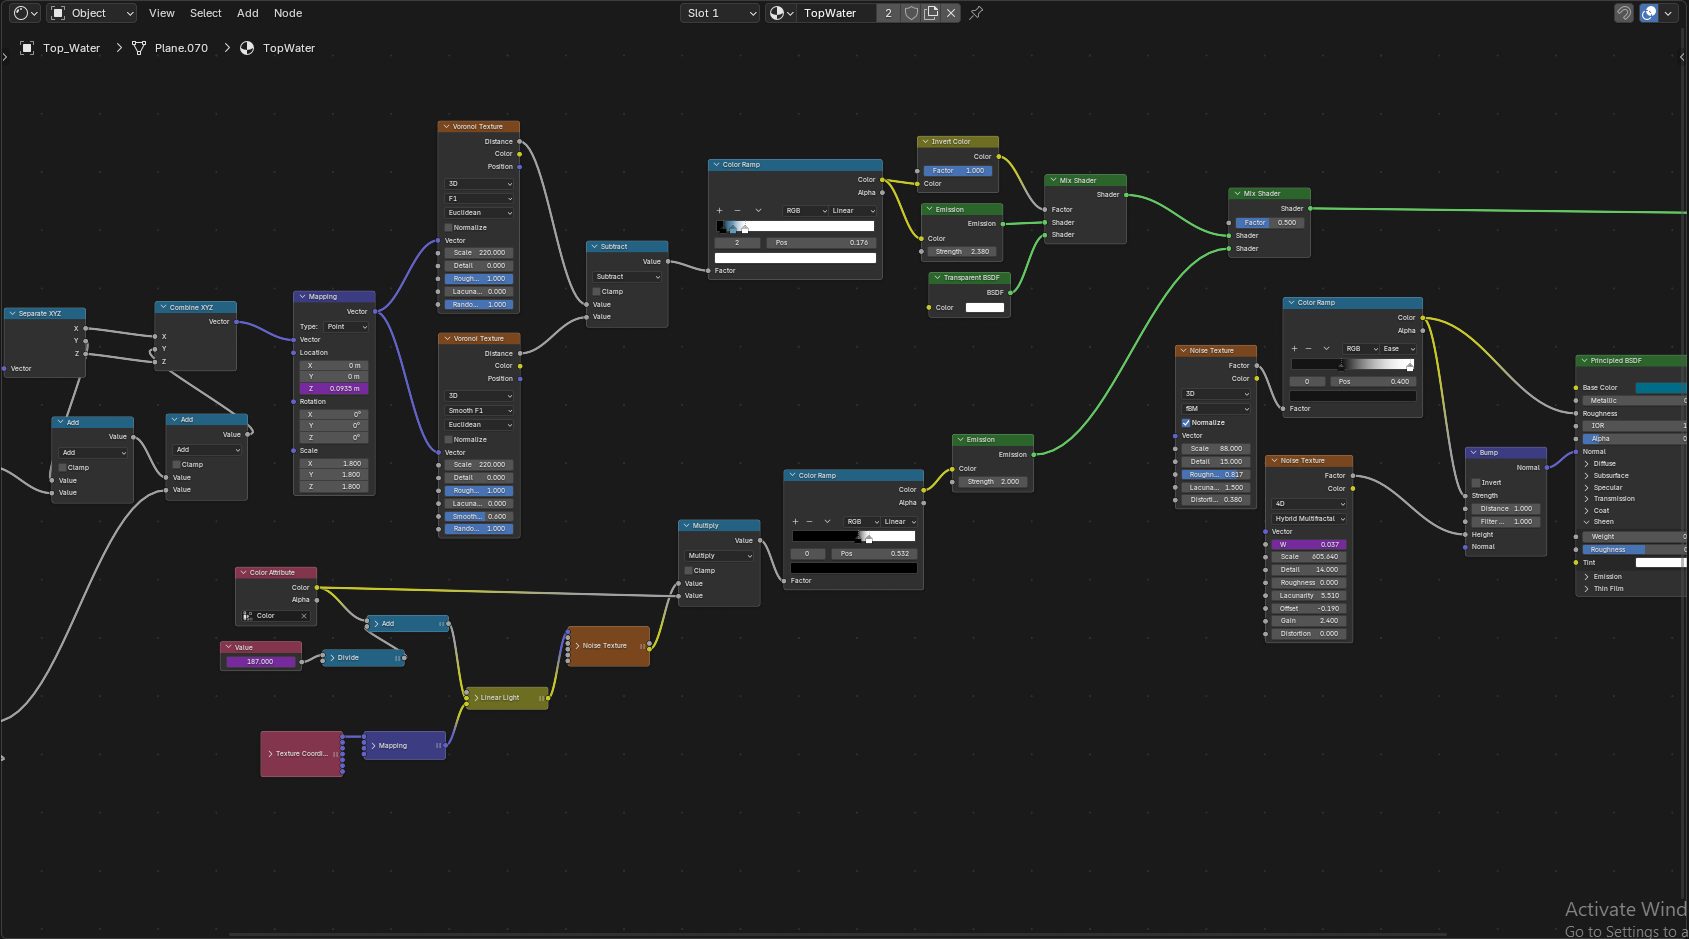 Object
View
Select
Add
Node
Slot 1
TopWater
2
Top_Water
Plane.070
TopWater
Separate XYZ
X
Y
Z
Vector
Combine XYZ
Vector
X
Y
Z
Add
Value
Add
Clamp
Value
Value
Add
Value
Add
Clamp
Value
Value
Mapping
Vector
Type: Point
Vector
Location
X 0 m
Y 0 m
Z 0.0935 m
Rotation
X 0°
Y 0°
Z 0°
Scale
X 1.800
Y 1.800
Z 1.800
Voronoi Texture
Distance
Color
Position
3D
F1
Euclidean
Normalize
Vector
Scale 220.000
Detail 0.000
Rough... 1.000
Lacuna... 0.000
Rando... 1.000
Voronoi Texture
Distance
Color
Position
3D
Smooth F1
Euclidean
Normalize
Vector
Scale 220.000
Detail 0.000
Rough... 1.000
Lacuna... 0.000
Smooth... 0.600
Rando... 1.000
Subtract
Value
Subtract
Clamp
Value
Value
Color Ramp
Color
Alpha
RGB
Linear
2
Pos 0.176
Factor
Invert Color
Color
Factor 1.000
Color
Emission
Emission
Color
Strength 2.380
Transparent BSDF
BSDF
Color
Mix Shader
Shader
Factor
Shader
Shader
Mix Shader
Shader
Factor 0.500
Shader
Shader
Color Attribute
Color
Alpha
Color
Value
187.000
Add
Divide
Texture Coordi...
Mapping
Linear Light
Noise Texture
Multiply
Value
Multiply
Clamp
Value
Value
Color Ramp
Color
Alpha
RGB
Linear
0
Pos 0.532
Factor
Emission
Emission
Color
Strength 2.000
Noise Texture
Factor
Color
3D
fBM
Normalize
Vector
Scale 88.000
Detail 15.000
Roughn... 0.817
Lacuna... 1.500
Distorti... 0.380
Color Ramp
Color
Alpha
RGB
Ease
0
Pos 0.400
Factor
Noise Texture
Factor
Color
4D
Hybrid Multifractal
Vector
W 0.037
Scale 605.640
Detail 14.000
Roughness 0.000
Lacunarity 5.510
Offset -0.190
Gain 2.400
Distortion 0.000
Bump
Normal
Invert
Strength
Distance 1.000
Filter ... 1.000
Height
Normal
Principled BSDF
Base Color
Metallic
Roughness
IOR
Alpha
Normal
Diffuse
Subsurface
Specular
Transmission
Coat
Sheen
Weight
Roughness
Tint
Emission
Thin Film
Activate Wind
Go to Settings to a